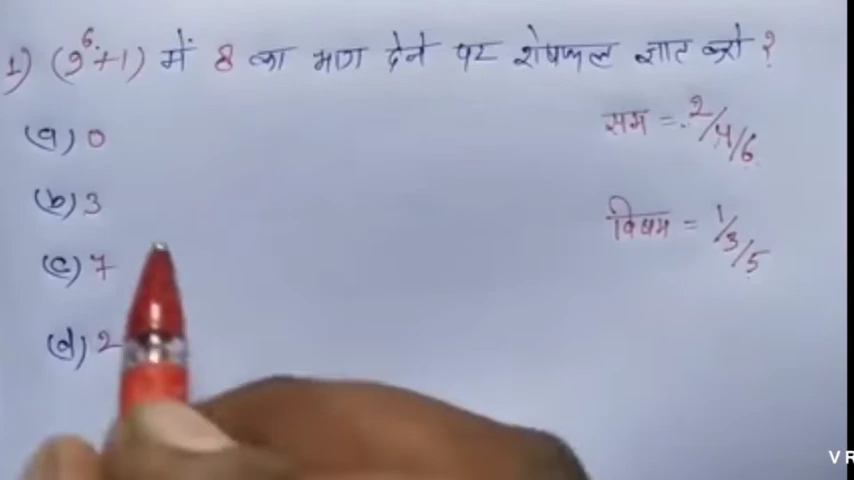 1) (9⁶+1) में 8 का भाग देने पर शेषफल ज्ञात करो ?
(a) 0
(b) 3
(c) 7
(d) 2
सम = 2/4/6
विषम = 1/3/5
VR